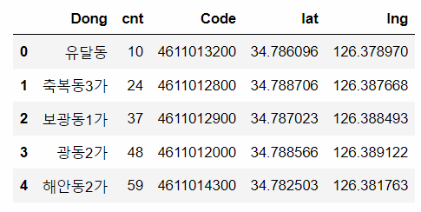 Dong cnt Code lat lng
0 유달동 10 4611013200 34.786096 126.378970
1 축복동3가 24 4611012800 34.788706 126.387668
2 보광동1가 37 4611012900 34.787023 126.388493
3 광동2가 48 4611012000 34.788566 126.389122
4 해안동2가 59 4611014300 34.782503 126.381763